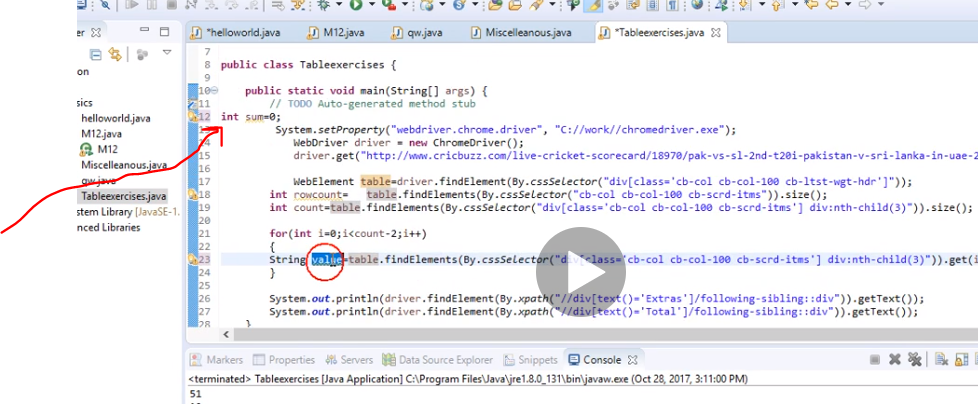 er
*helloworld.java M12.java qw.java Miscelleanous.java *Tableexercises.java
on
sics
helloworld.java
M12.java
M12
Miscelleanous.java
qw.java
Tableexercises.java
stem Library [JavaSE-1.
nced Libraries
7
8 public class Tableexercises {
9
10 public static void main(String[] args) {
11 // TODO Auto-generated method stub
12 int sum=0;
System.setProperty("webdriver.chrome.driver", "C://work//chromedriver.exe");
14 WebDriver driver = new ChromeDriver();
15 driver.get("http://www.cricbuzz.com/live-cricket-scorecard/18970/pak-vs-sl-2nd-t20i-pakistan-v-sri-lanka-in-uae-2
16
17 WebElement table=driver.findElement(By.cssSelector("div[class='cb-col cb-col-100 cb-ltst-wgt-hdr']"));
18 int rowcount= table.findElements(By.cssSelector("cb-col cb-col-100 cb-scrd-itms")).size();
19 int count=table.findElements(By.cssSelector("div[class='cb-col cb-col-100 cb-scrd-itms'] div:nth-child(3)")).size();
20
21 for(int i=0;i<count-2;i++)
22 {
23 String value=table.findElements(By.cssSelector("div[class='cb-col cb-col-100 cb-scrd-itms'] div:nth-child(3)")).get(i
24 }
25
26 System.out.println(driver.findElement(By.xpath("//div[text()='Extras']/following-sibling::div")).getText());
27 System.out.println(driver.findElement(By.xpath("//div[text()='Total']/following-sibling::div")).getText());
28 }
Markers Properties Servers Data Source Explorer Snippets Console
<terminated> Tableexercises [Java Application] C:\Program Files\Java\jre1.8.0_131\bin\javaw.exe (Oct 28, 2017, 3:11:00 PM)
51